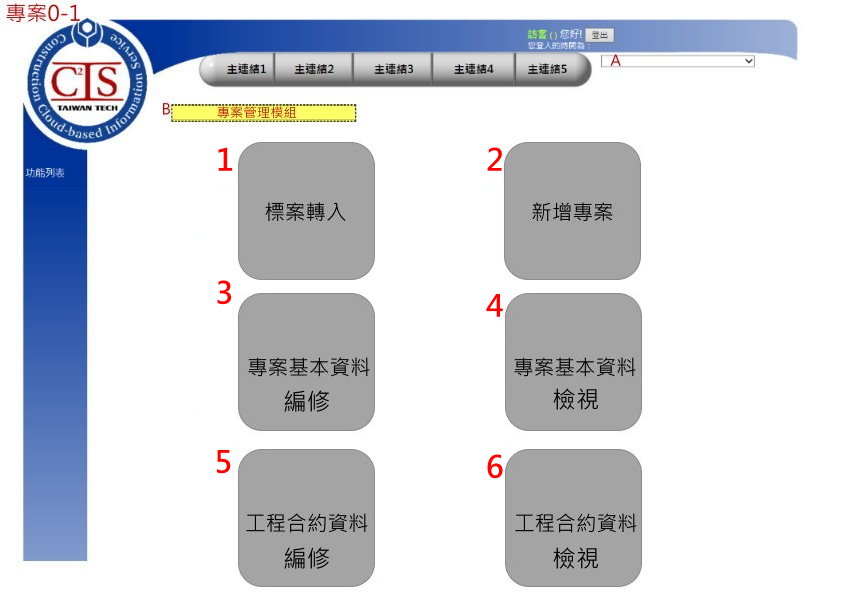 專案0-1
訪客 () 您好! 登出
您登入的時間為:
主連結1 主連結2 主連結3 主連結4 主連結5
A
Construction Cloud-based Information Service
C2IS
TAIWAN TECH
B
專案管理模組
功能列表
1
標案轉入
2
新增專案
3
專案基本資料
編修
4
專案基本資料
檢視
5
工程合約資料
編修
6
工程合約資料
檢視